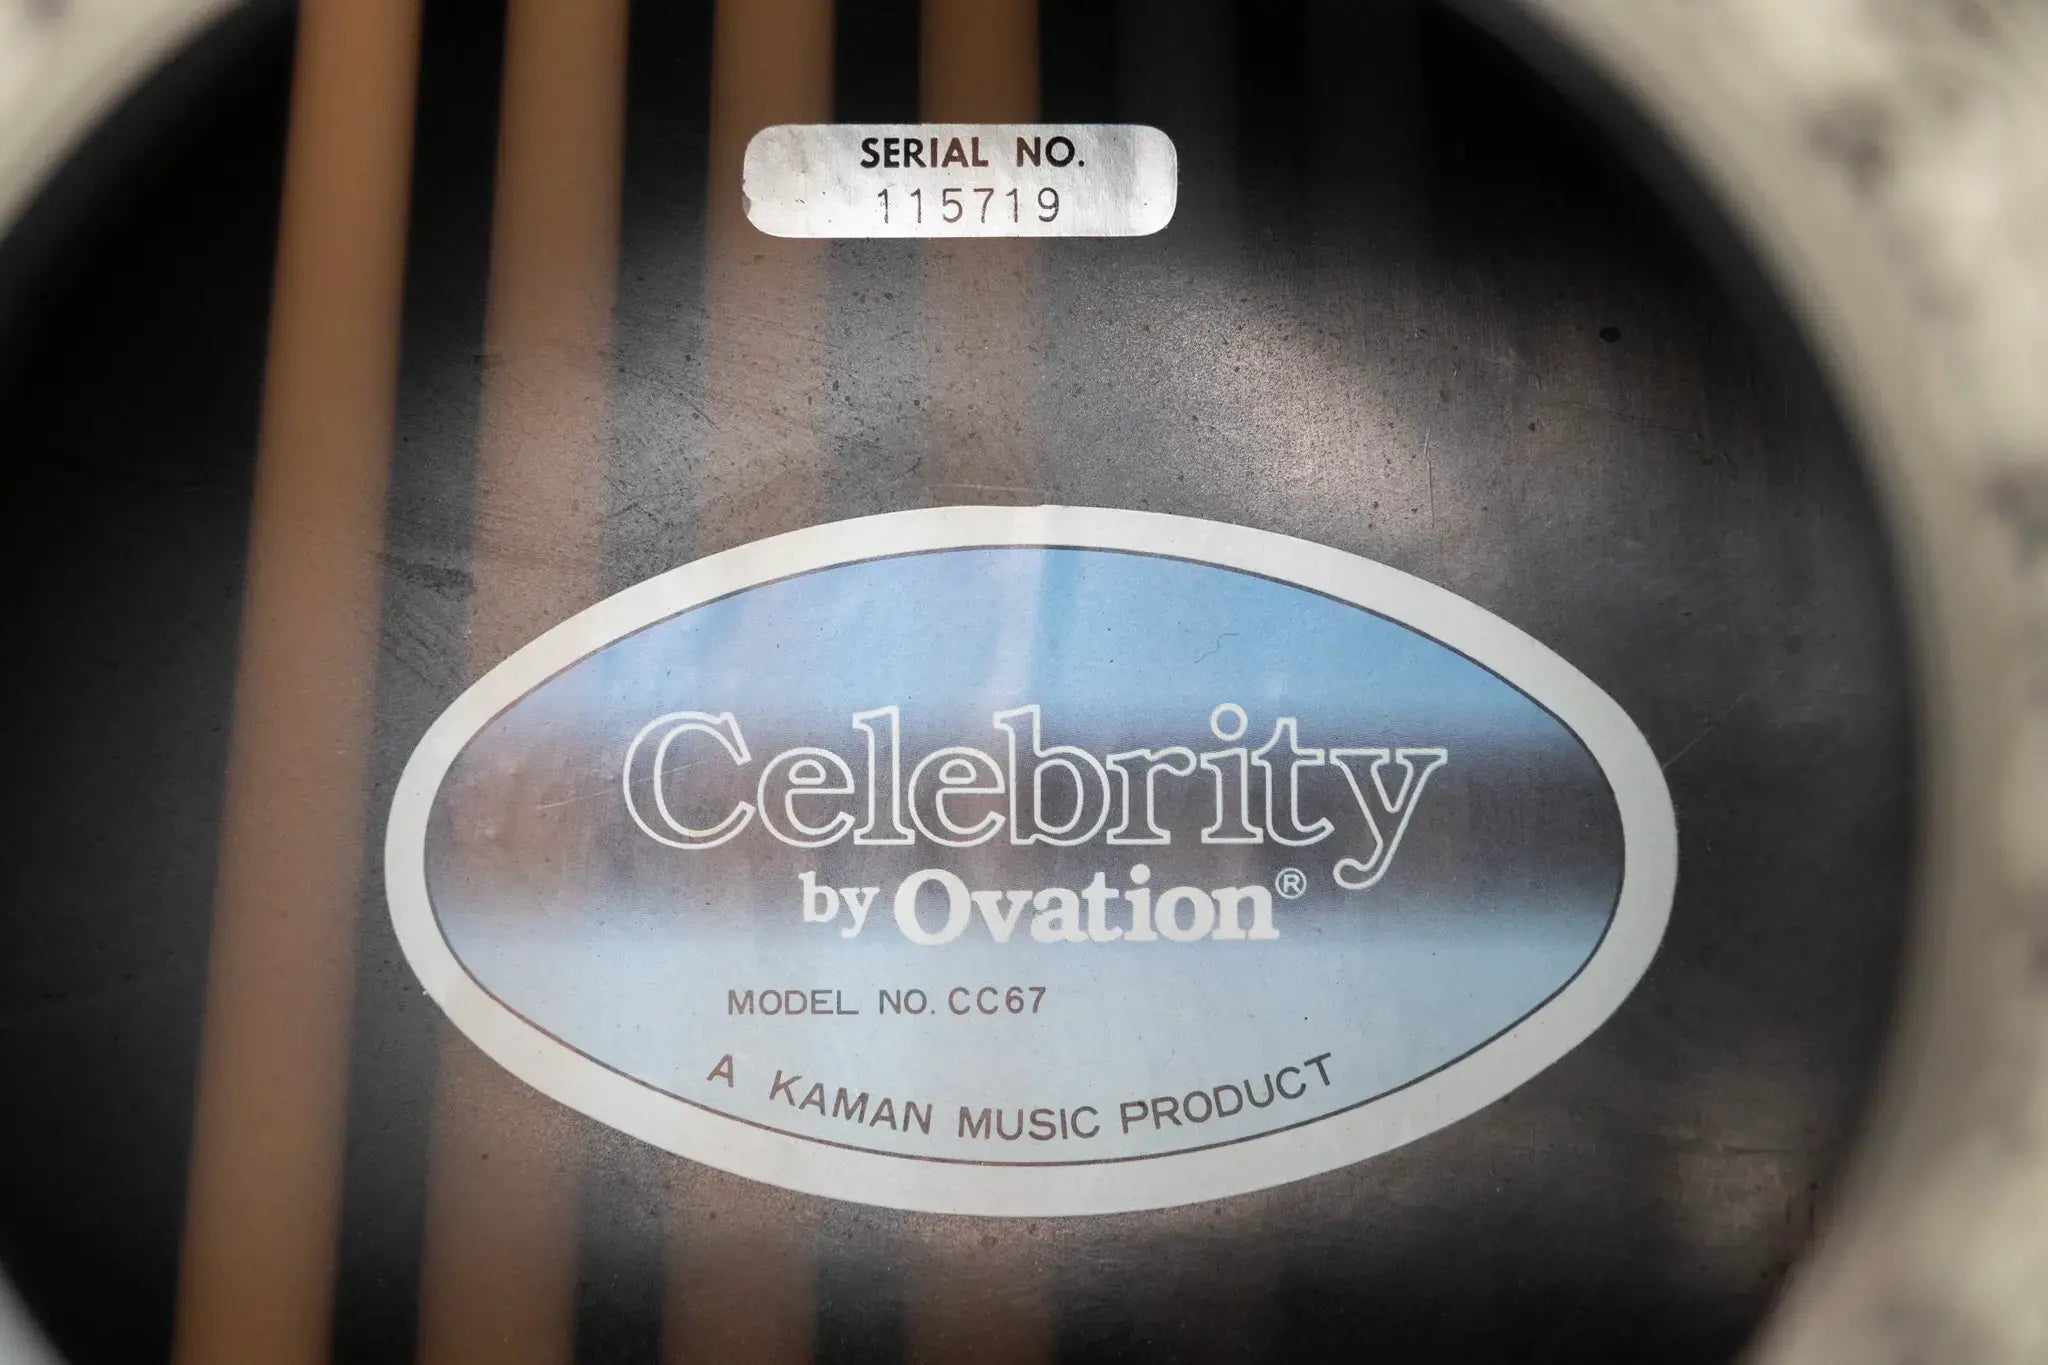 SERIAL NO.
115719
Celebrity
by Ovation®
MODEL NO. CC67
A KAMAN MUSIC PRODUCT